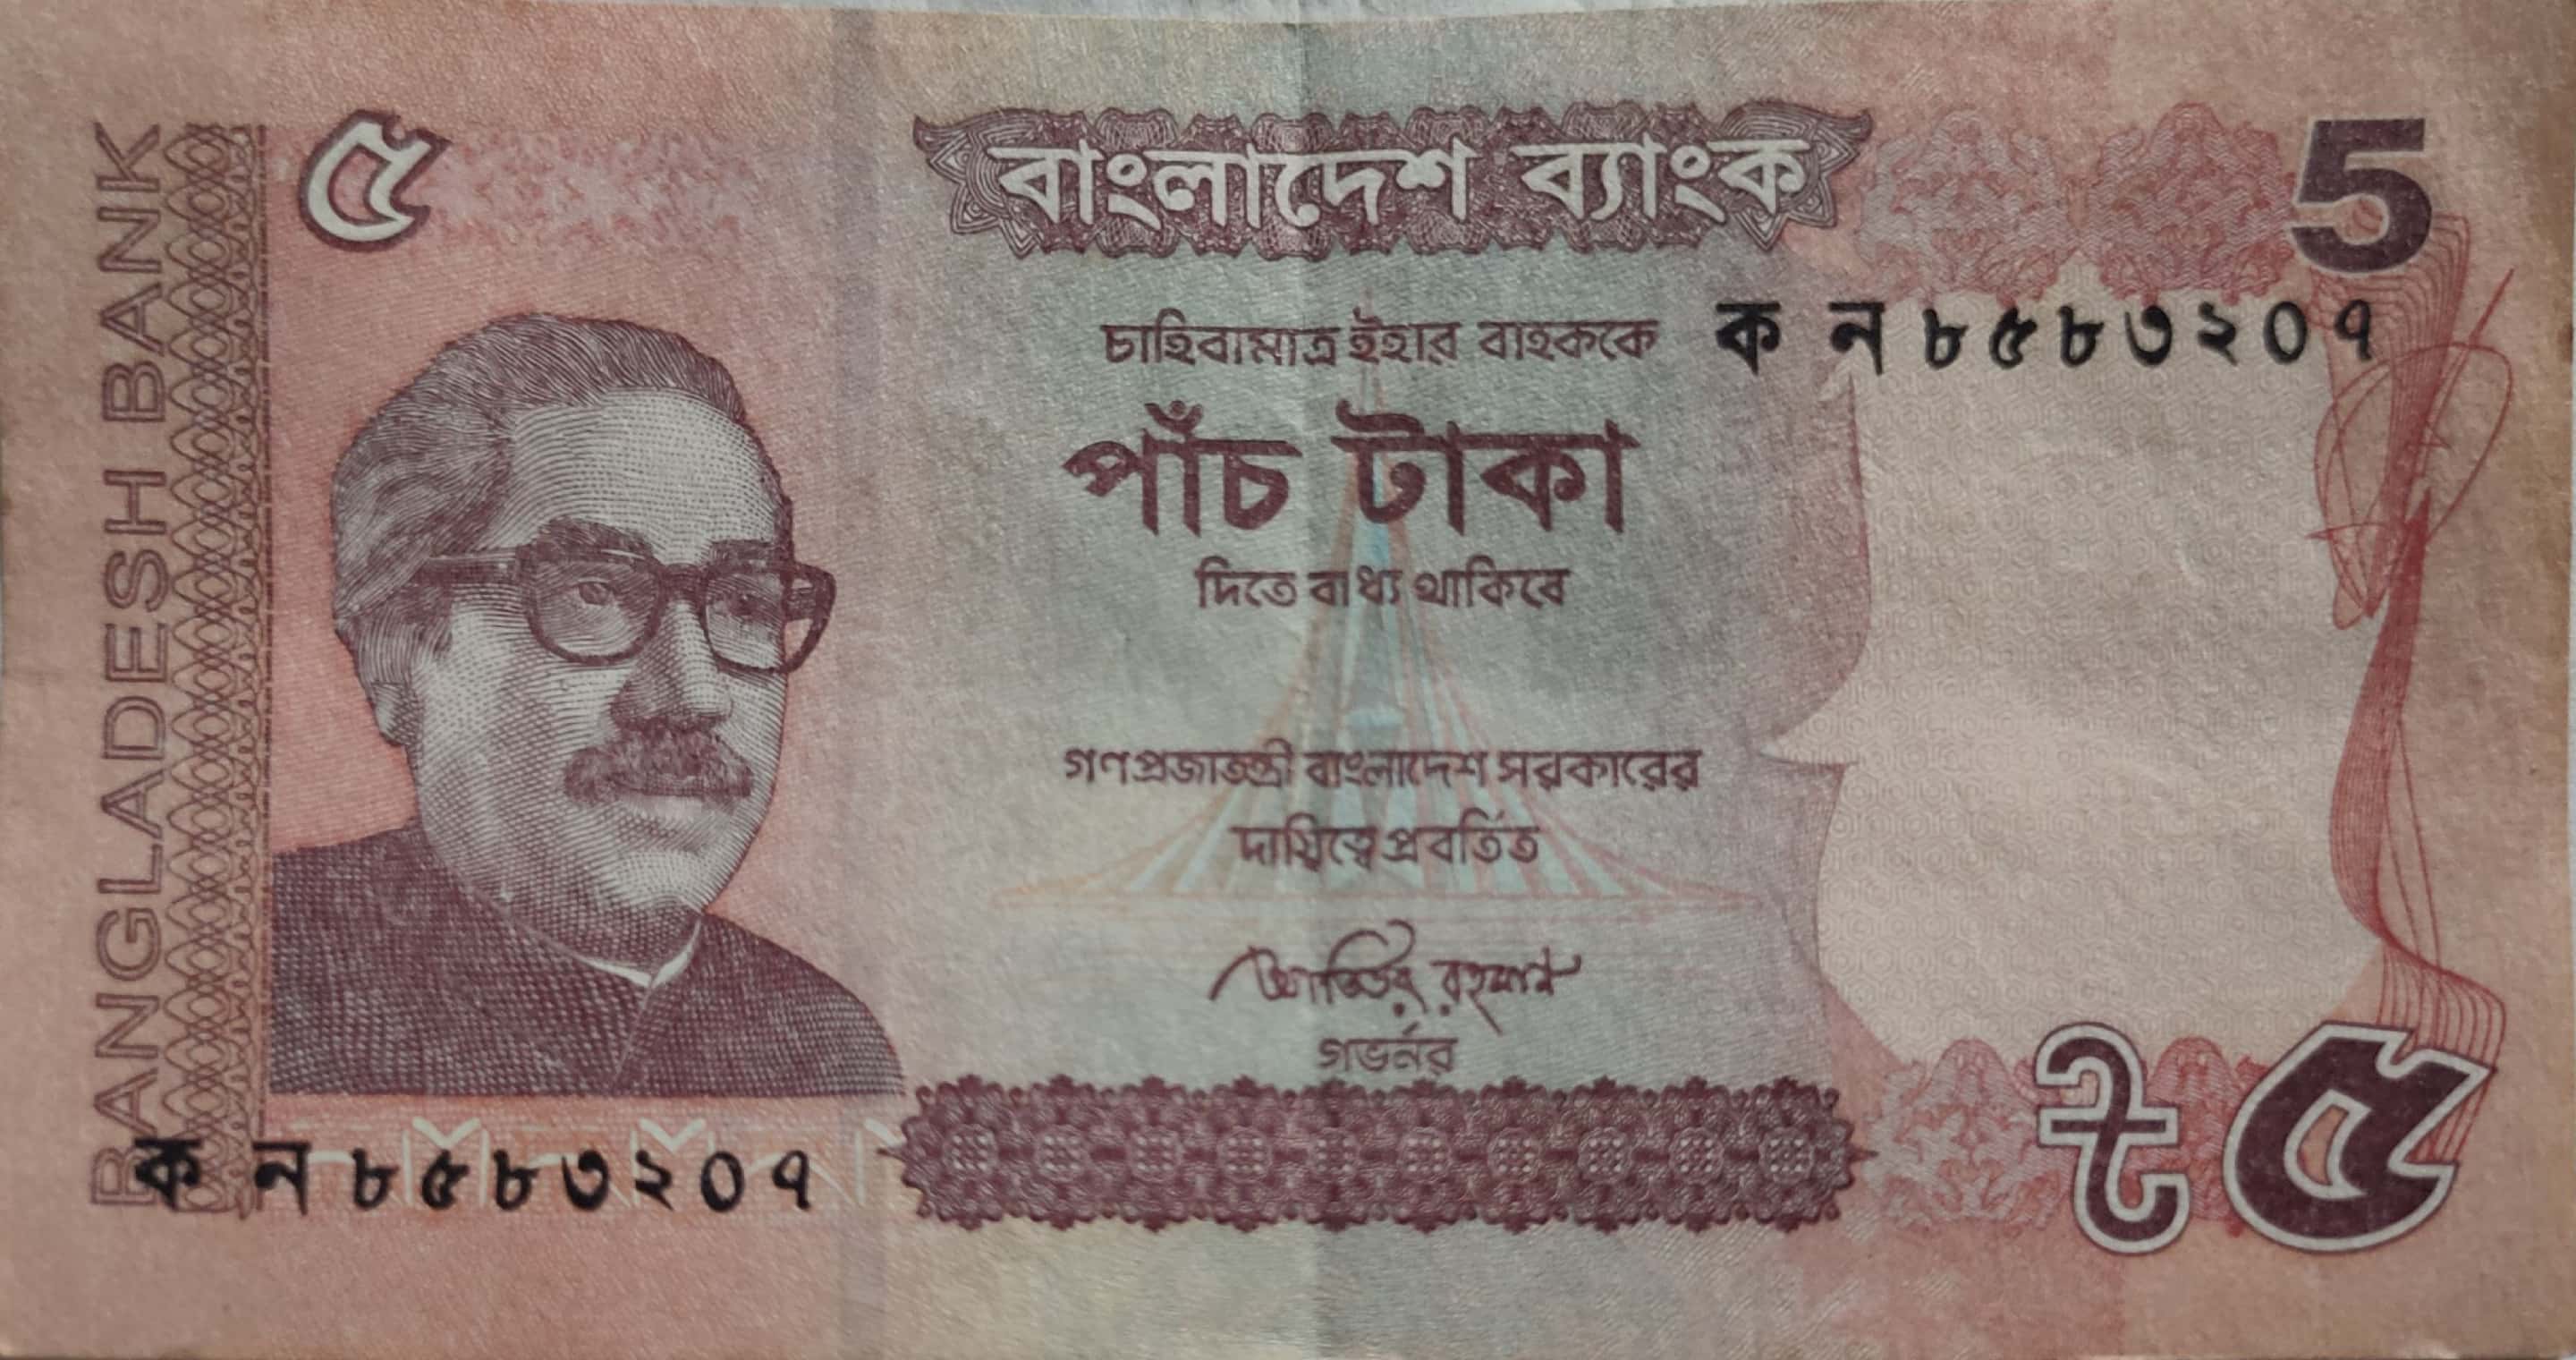 BANGLADESH BANK
৫
বাংলাদেশ ব্যাংক
5
চাহিবামাত্র ইহার বাহককে
ক ন ৮৫৮৩২০৭
পাঁচ টাকা
দিতে বাধ্য থাকিবে
গণপ্রজাতন্ত্রী বাংলাদেশ সরকারের
দায়িত্বে প্রবর্তিত
আতিউর রহমান
গভর্নর
ক ন ৮৫৮৩২০৭
৳ ৫